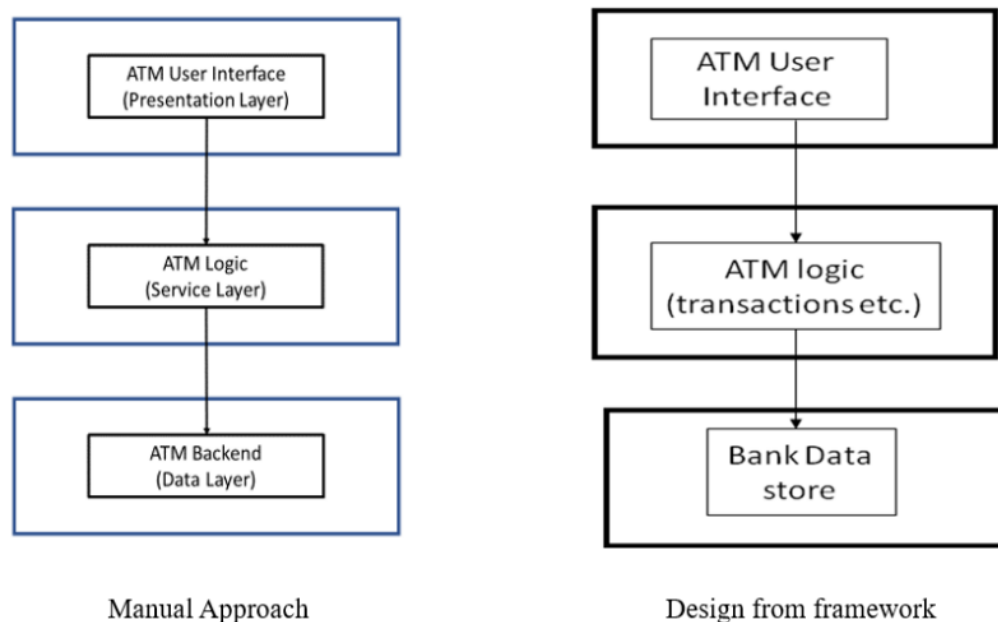 ATM User Interface
(Presentation Layer)
ATM Logic
(Service Layer)
ATM Backend
(Data Layer)
Manual Approach
ATM User
Interface
ATM logic
(transactions etc.)
Bank Data
store
Design from framework